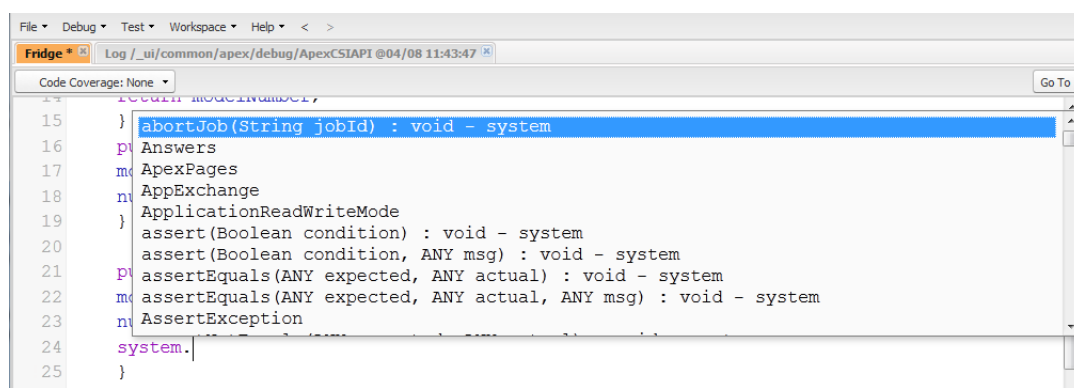 File Debug Test Workspace Help < >
Fridge * Log /_ui/common/apex/debug/ApexCSIAPI @04/08 11:43:47
Code Coverage: None Go To
14 return modelNumber;
15 }
abortJob(String jobId) : void - system
16 pu
Answers
17 mo
ApexPages
18 nu
AppExchange
19 }
ApplicationReadWriteMode
assert(Boolean condition) : void - system
20
assert(Boolean condition, ANY msg) : void - system
21 pu
assertEquals(ANY expected, ANY actual) : void - system
22 mo
assertEquals(ANY expected, ANY actual, ANY msg) : void - system
23 nu
AssertException
24 system.
25 }